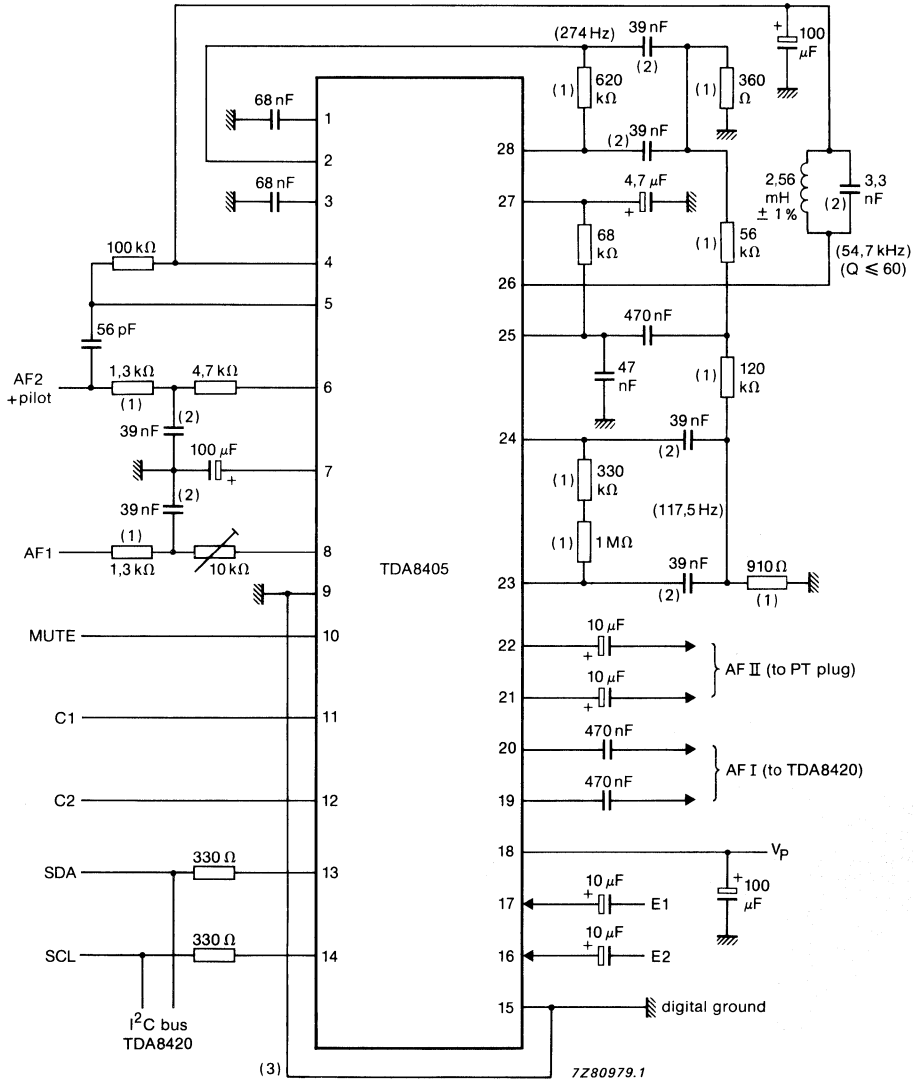 (274 Hz)
39 nF
(2)
+
100
µF
68 nF
1
2
68 nF
3
(1)
620
kΩ
(1)
360
Ω
39 nF
(2)
28
4,7 µF
+
27
2,56
mH
± 1%
3,3
nF
(2)
100 kΩ
4
68
kΩ
(1)
56
kΩ
(54,7 kHz)
(Q ≤ 60)
26
5
56 pF
470 nF
25
AF2
+pilot
1,3 kΩ
(1)
4,7 kΩ
6
47
nF
(1)
120
kΩ
(2)
39 nF
100 µF
+
7
39 nF
(2)
24
(2)
39 nF
(1)
330
kΩ
(117,5 Hz)
AF1
(1)
1,3 kΩ
10 kΩ
8
(1)
1 MΩ
TDA8405
39 nF
(2)
910 Ω
(1)
23
9
MUTE
10
10 µF
+
22
10 µF
+
21
AF II (to PT plug)
C1
11
470 nF
20
470 nF
19
AF I (to TDA8420)
C2
12
18
VP
+
100
µF
SDA
330 Ω
13
10 µF
+
17
E1
SCL
330 Ω
14
10 µF
+
16
E2
I²C bus
TDA8420
15
digital ground
(3)
7Z80979.1